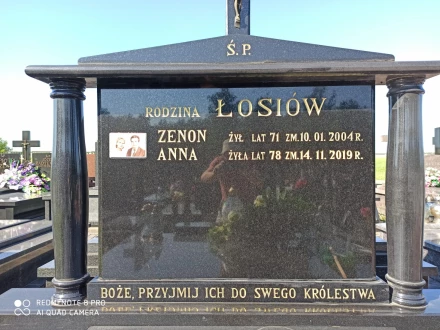 Ś.P.
RODZINA ŁOSIÓW
ZENON ŻYŁ LAT 71 ZM.10.01.2004 R.
ANNA ŻYŁA LAT 78 ZM.14.11.2019 R.
BOŻE, PRZYJMIJ ICH DO SWEGO KRÓLESTWA
REDMI NOTE 8 PRO
AI QUAD CAMERA